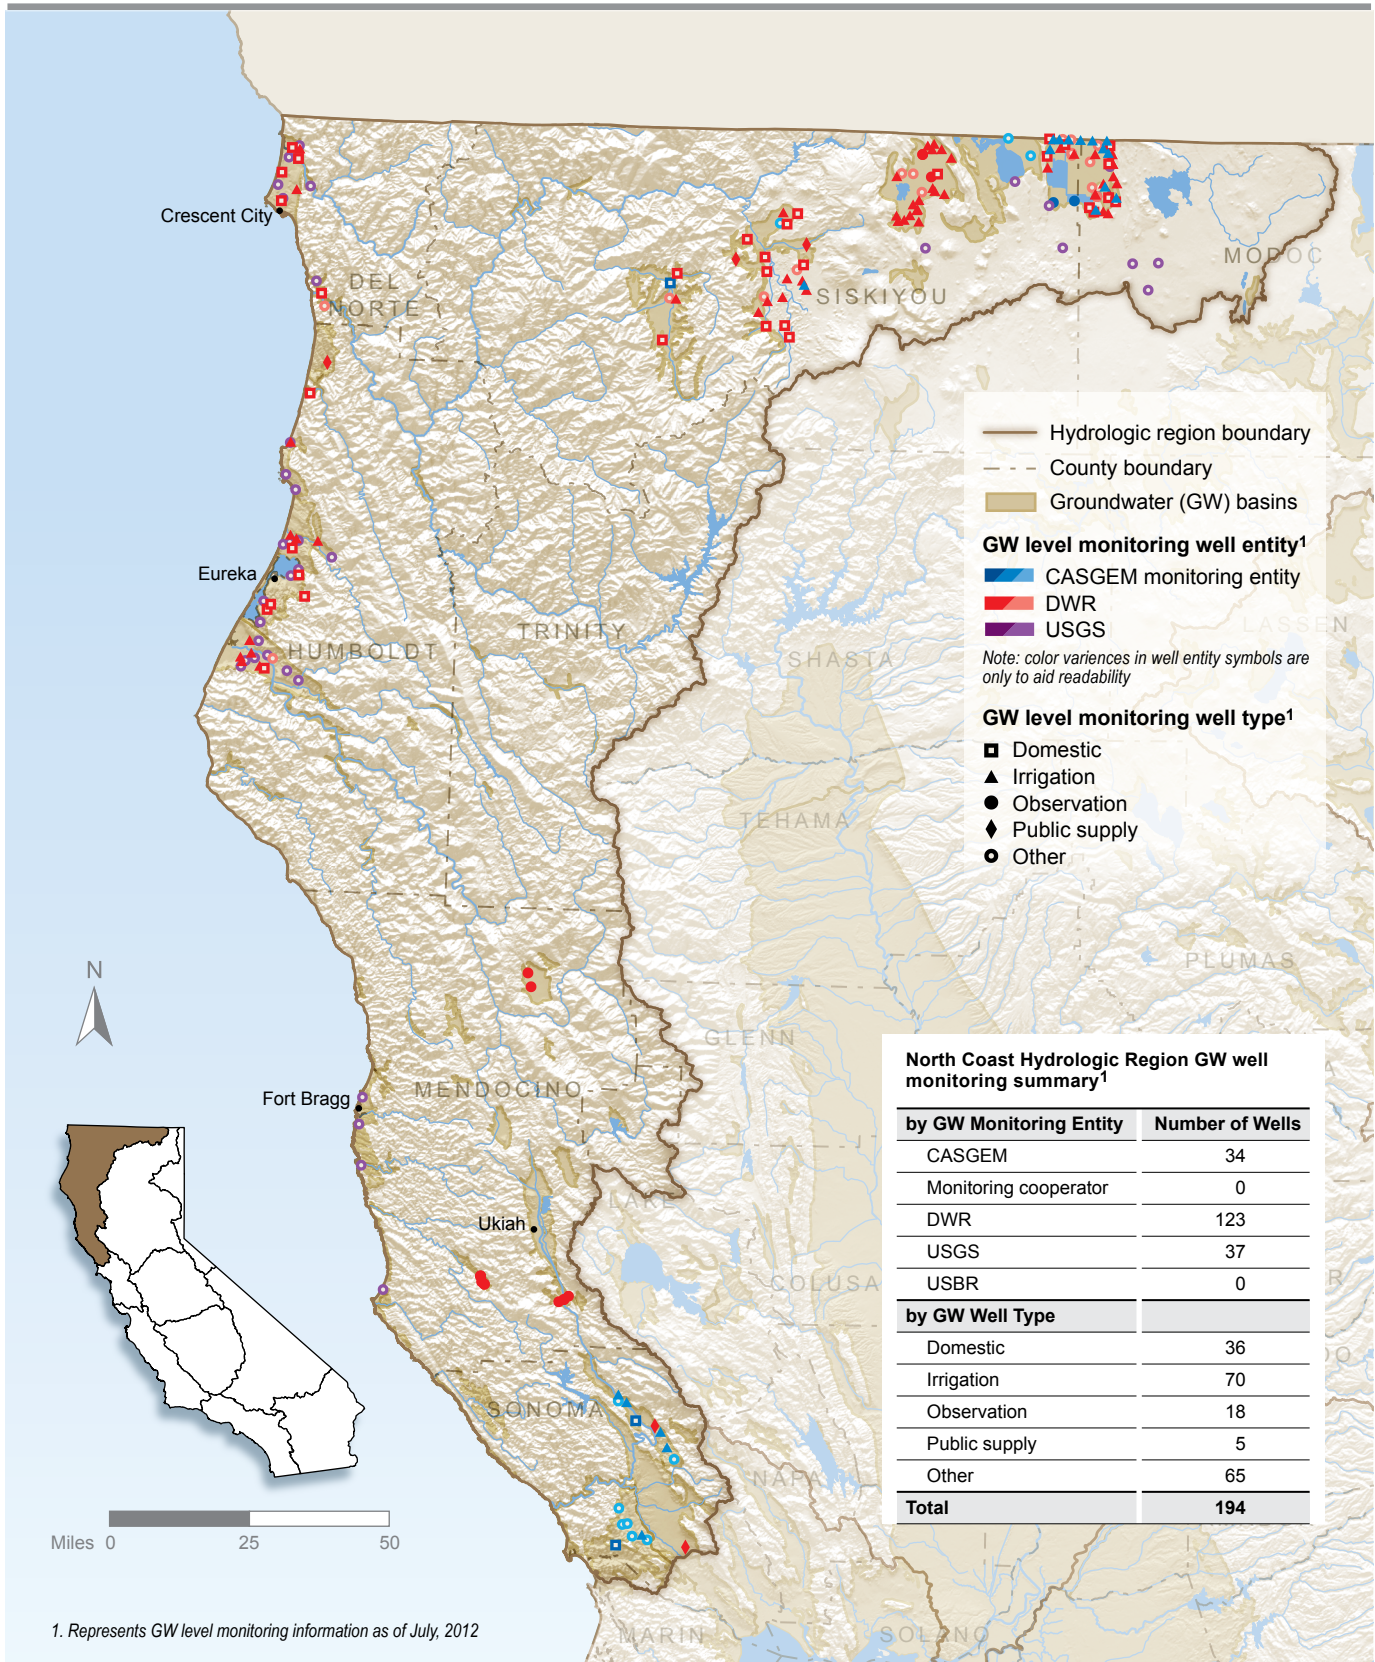 Crescent City
DEL
NORTE
SISKIYOU
MODOC
Hydrologic region boundary
County boundary
Groundwater (GW) basins
GW level monitoring well entity1
CASGEM monitoring entity
DWR
USGS
Note: color variences in well entity symbols are
only to aid readability
GW level monitoring well type1
Domestic
Irrigation
Observation
Public supply
Other
Eureka
HUMBOLDT
TRINITY
SHASTA
LASSEN
TEHAMA
PLUMAS
GLENN
N
Fort Bragg
MENDOCINO
Ukiah
LAKE
COLUSA
SONOMA
NAPA
MARIN
SOLANO
North Coast Hydrologic Region GW well
monitoring summary1
by GW Monitoring Entity Number of Wells
CASGEM 34
Monitoring cooperator 0
DWR 123
USGS 37
USBR 0
by GW Well Type
Domestic 36
Irrigation 70
Observation 18
Public supply 5
Other 65
Total 194
Miles 0 25 50
1. Represents GW level monitoring information as of July, 2012